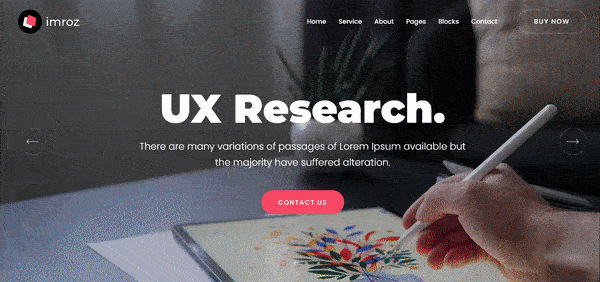 imroz
Home Service About Pages Blocks Contact
BUY NOW
UX Research.
There are many variations of passages of Lorem Ipsum available but
the majority have suffered alteration.
CONTACT US